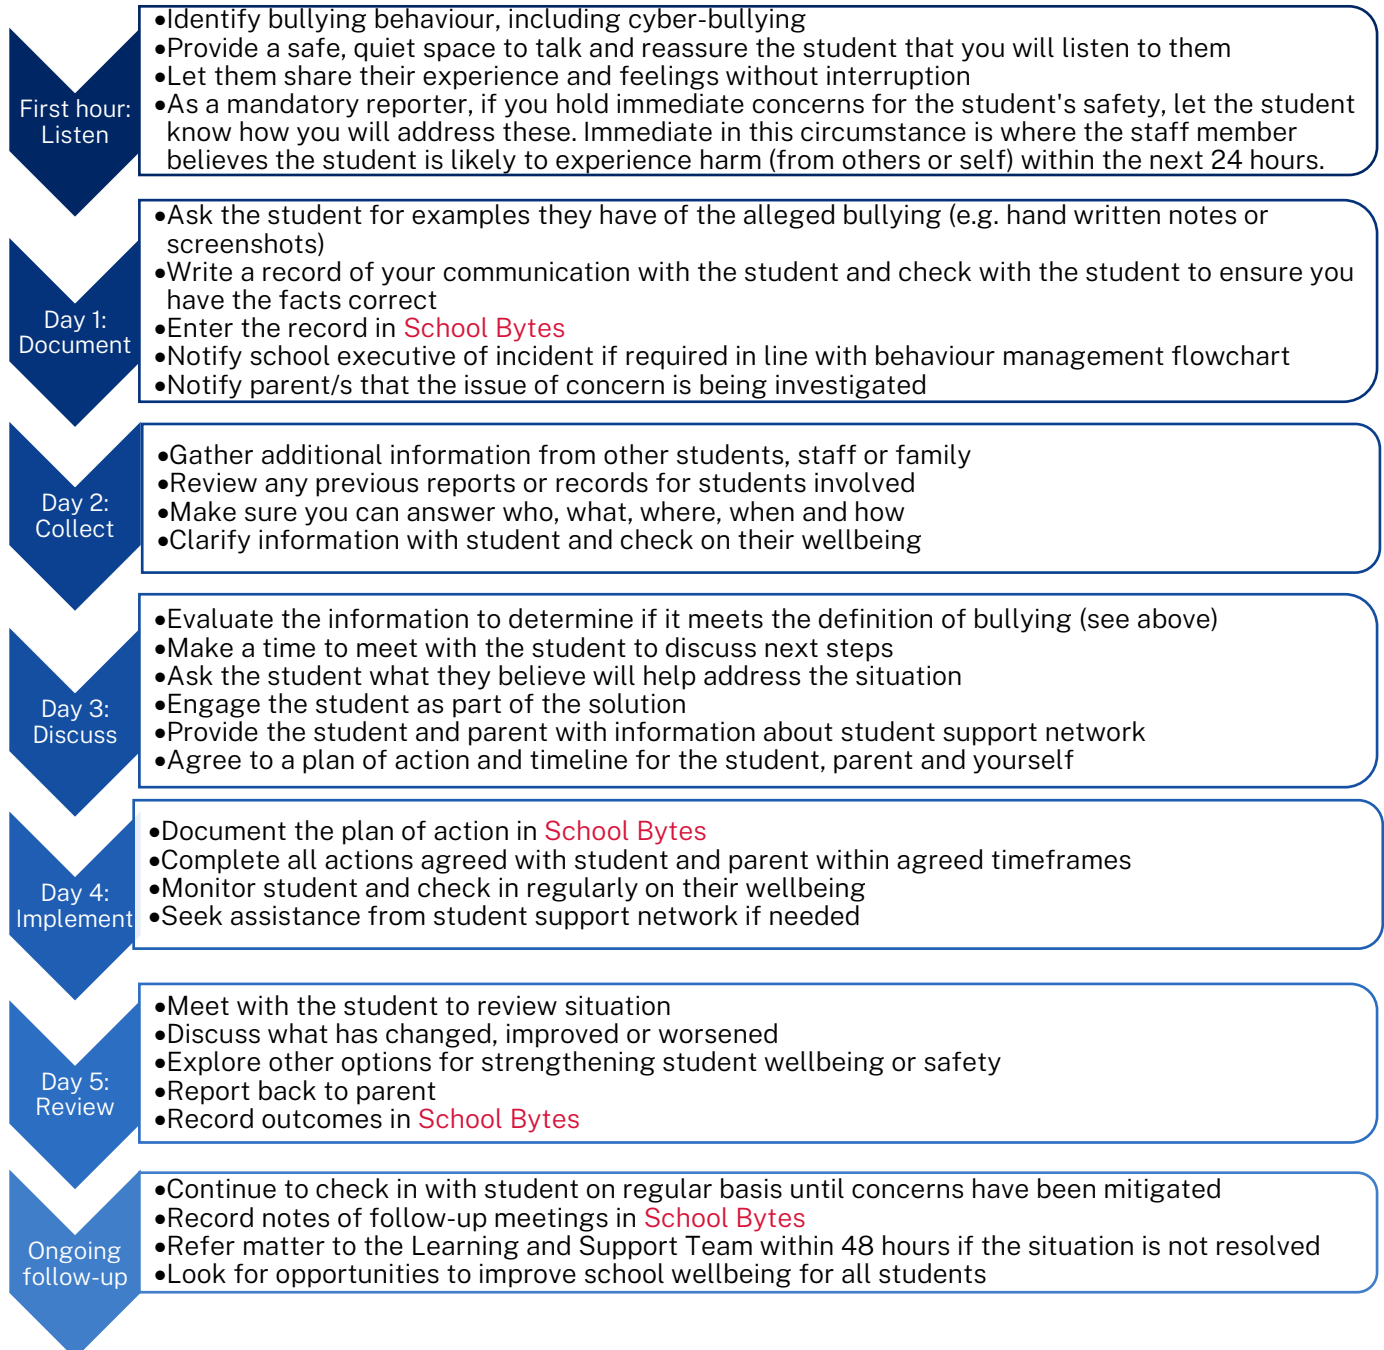 First hour:
Listen
•Identify bullying behaviour, including cyber-bullying
•Provide a safe, quiet space to talk and reassure the student that you will listen to them
•Let them share their experience and feelings without interruption
•As a mandatory reporter, if you hold immediate concerns for the student's safety, let the student
know how you will address these. Immediate in this circumstance is where the staff member
believes the student is likely to experience harm (from others or self) within the next 24 hours.
Day 1:
Document
•Ask the student for examples they have of the alleged bullying (e.g. hand written notes or
screenshots)
•Write a record of your communication with the student and check with the student to ensure you
have the facts correct
•Enter the record in School Bytes
•Notify school executive of incident if required in line with behaviour management flowchart
•Notify parent/s that the issue of concern is being investigated
Day 2:
Collect
•Gather additional information from other students, staff or family
•Review any previous reports or records for students involved
•Make sure you can answer who, what, where, when and how
•Clarify information with student and check on their wellbeing
Day 3:
Discuss
•Evaluate the information to determine if it meets the definition of bullying (see above)
•Make a time to meet with the student to discuss next steps
•Ask the student what they believe will help address the situation
•Engage the student as part of the solution
•Provide the student and parent with information about student support network
•Agree to a plan of action and timeline for the student, parent and yourself
Day 4:
Implement
•Document the plan of action in School Bytes
•Complete all actions agreed with student and parent within agreed timeframes
•Monitor student and check in regularly on their wellbeing
•Seek assistance from student support network if needed
Day 5:
Review
•Meet with the student to review situation
•Discuss what has changed, improved or worsened
•Explore other options for strengthening student wellbeing or safety
•Report back to parent
•Record outcomes in School Bytes
Ongoing
follow-up
•Continue to check in with student on regular basis until concerns have been mitigated
•Record notes of follow-up meetings in School Bytes
•Refer matter to the Learning and Support Team within 48 hours if the situation is not resolved
•Look for opportunities to improve school wellbeing for all students